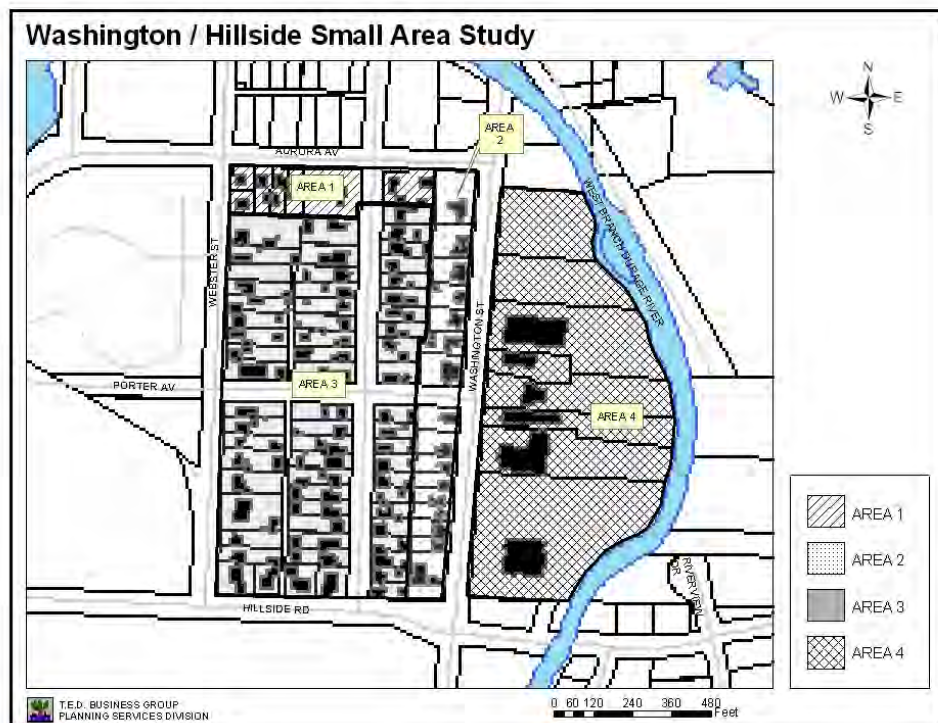 Washington / Hillside Small Area Study
N
W E
S
AREA
2
AURORA AV
AREA 1
WEST BRANCH DUPAGE RIVER
WEBSTER ST
WASHINGTON ST
PORTER AV
AREA 3
AREA 4
RIVERVIEW
DR
HILLSIDE RD
AREA 1
AREA 2
AREA 3
AREA 4
T.E.D. BUSINESS GROUP
PLANNING SERVICES DIVISION
0 60 120 240 360 480
Feet